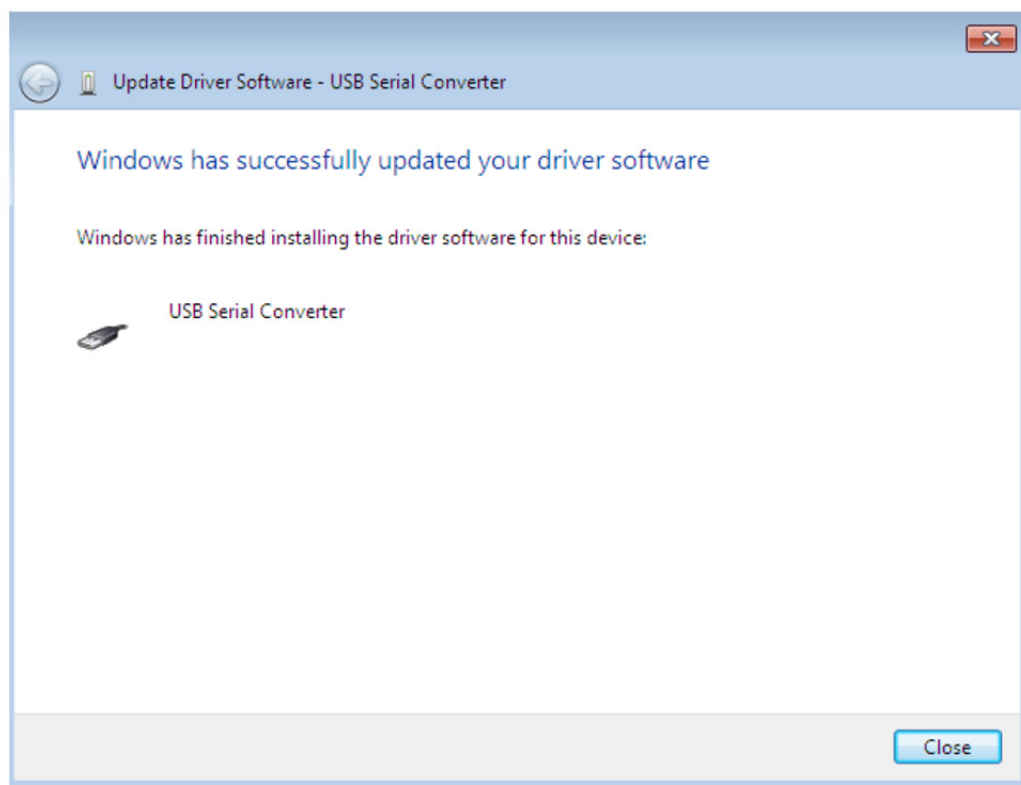 Update Driver Software - USB Serial Converter
Windows has successfully updated your driver software
Windows has finished installing the driver software for this device:
USB Serial Converter
Close